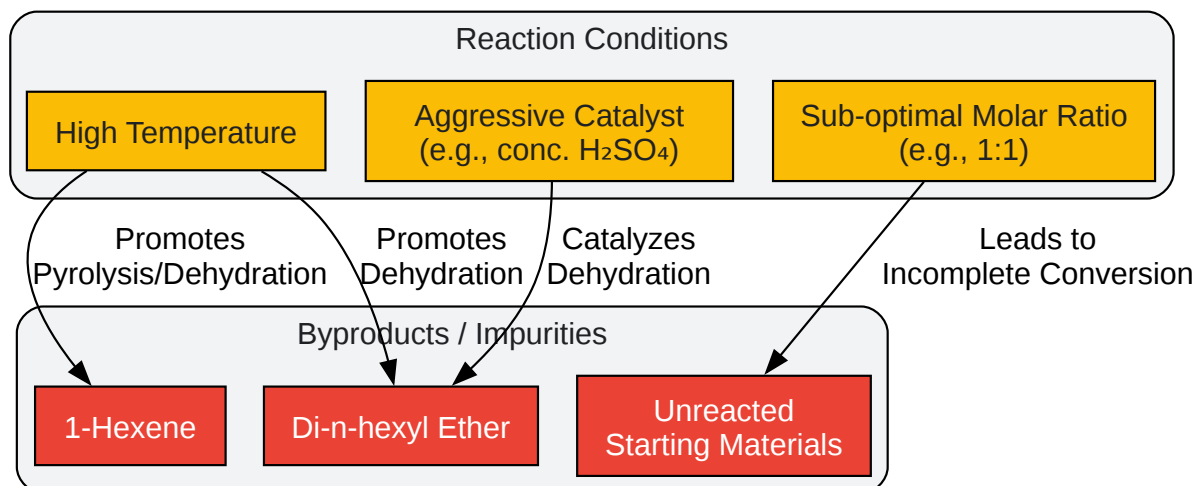 Reaction Conditions
High Temperature
Aggressive Catalyst
(e.g., conc. H₂SO₄)
Sub-optimal Molar Ratio
(e.g., 1:1)
Promotes
Pyrolysis/Dehydration
Promotes
Dehydration
Catalyzes
Dehydration
Leads to
Incomplete Conversion
Byproducts / Impurities
1-Hexene
Di-n-hexyl Ether
Unreacted
Starting Materials